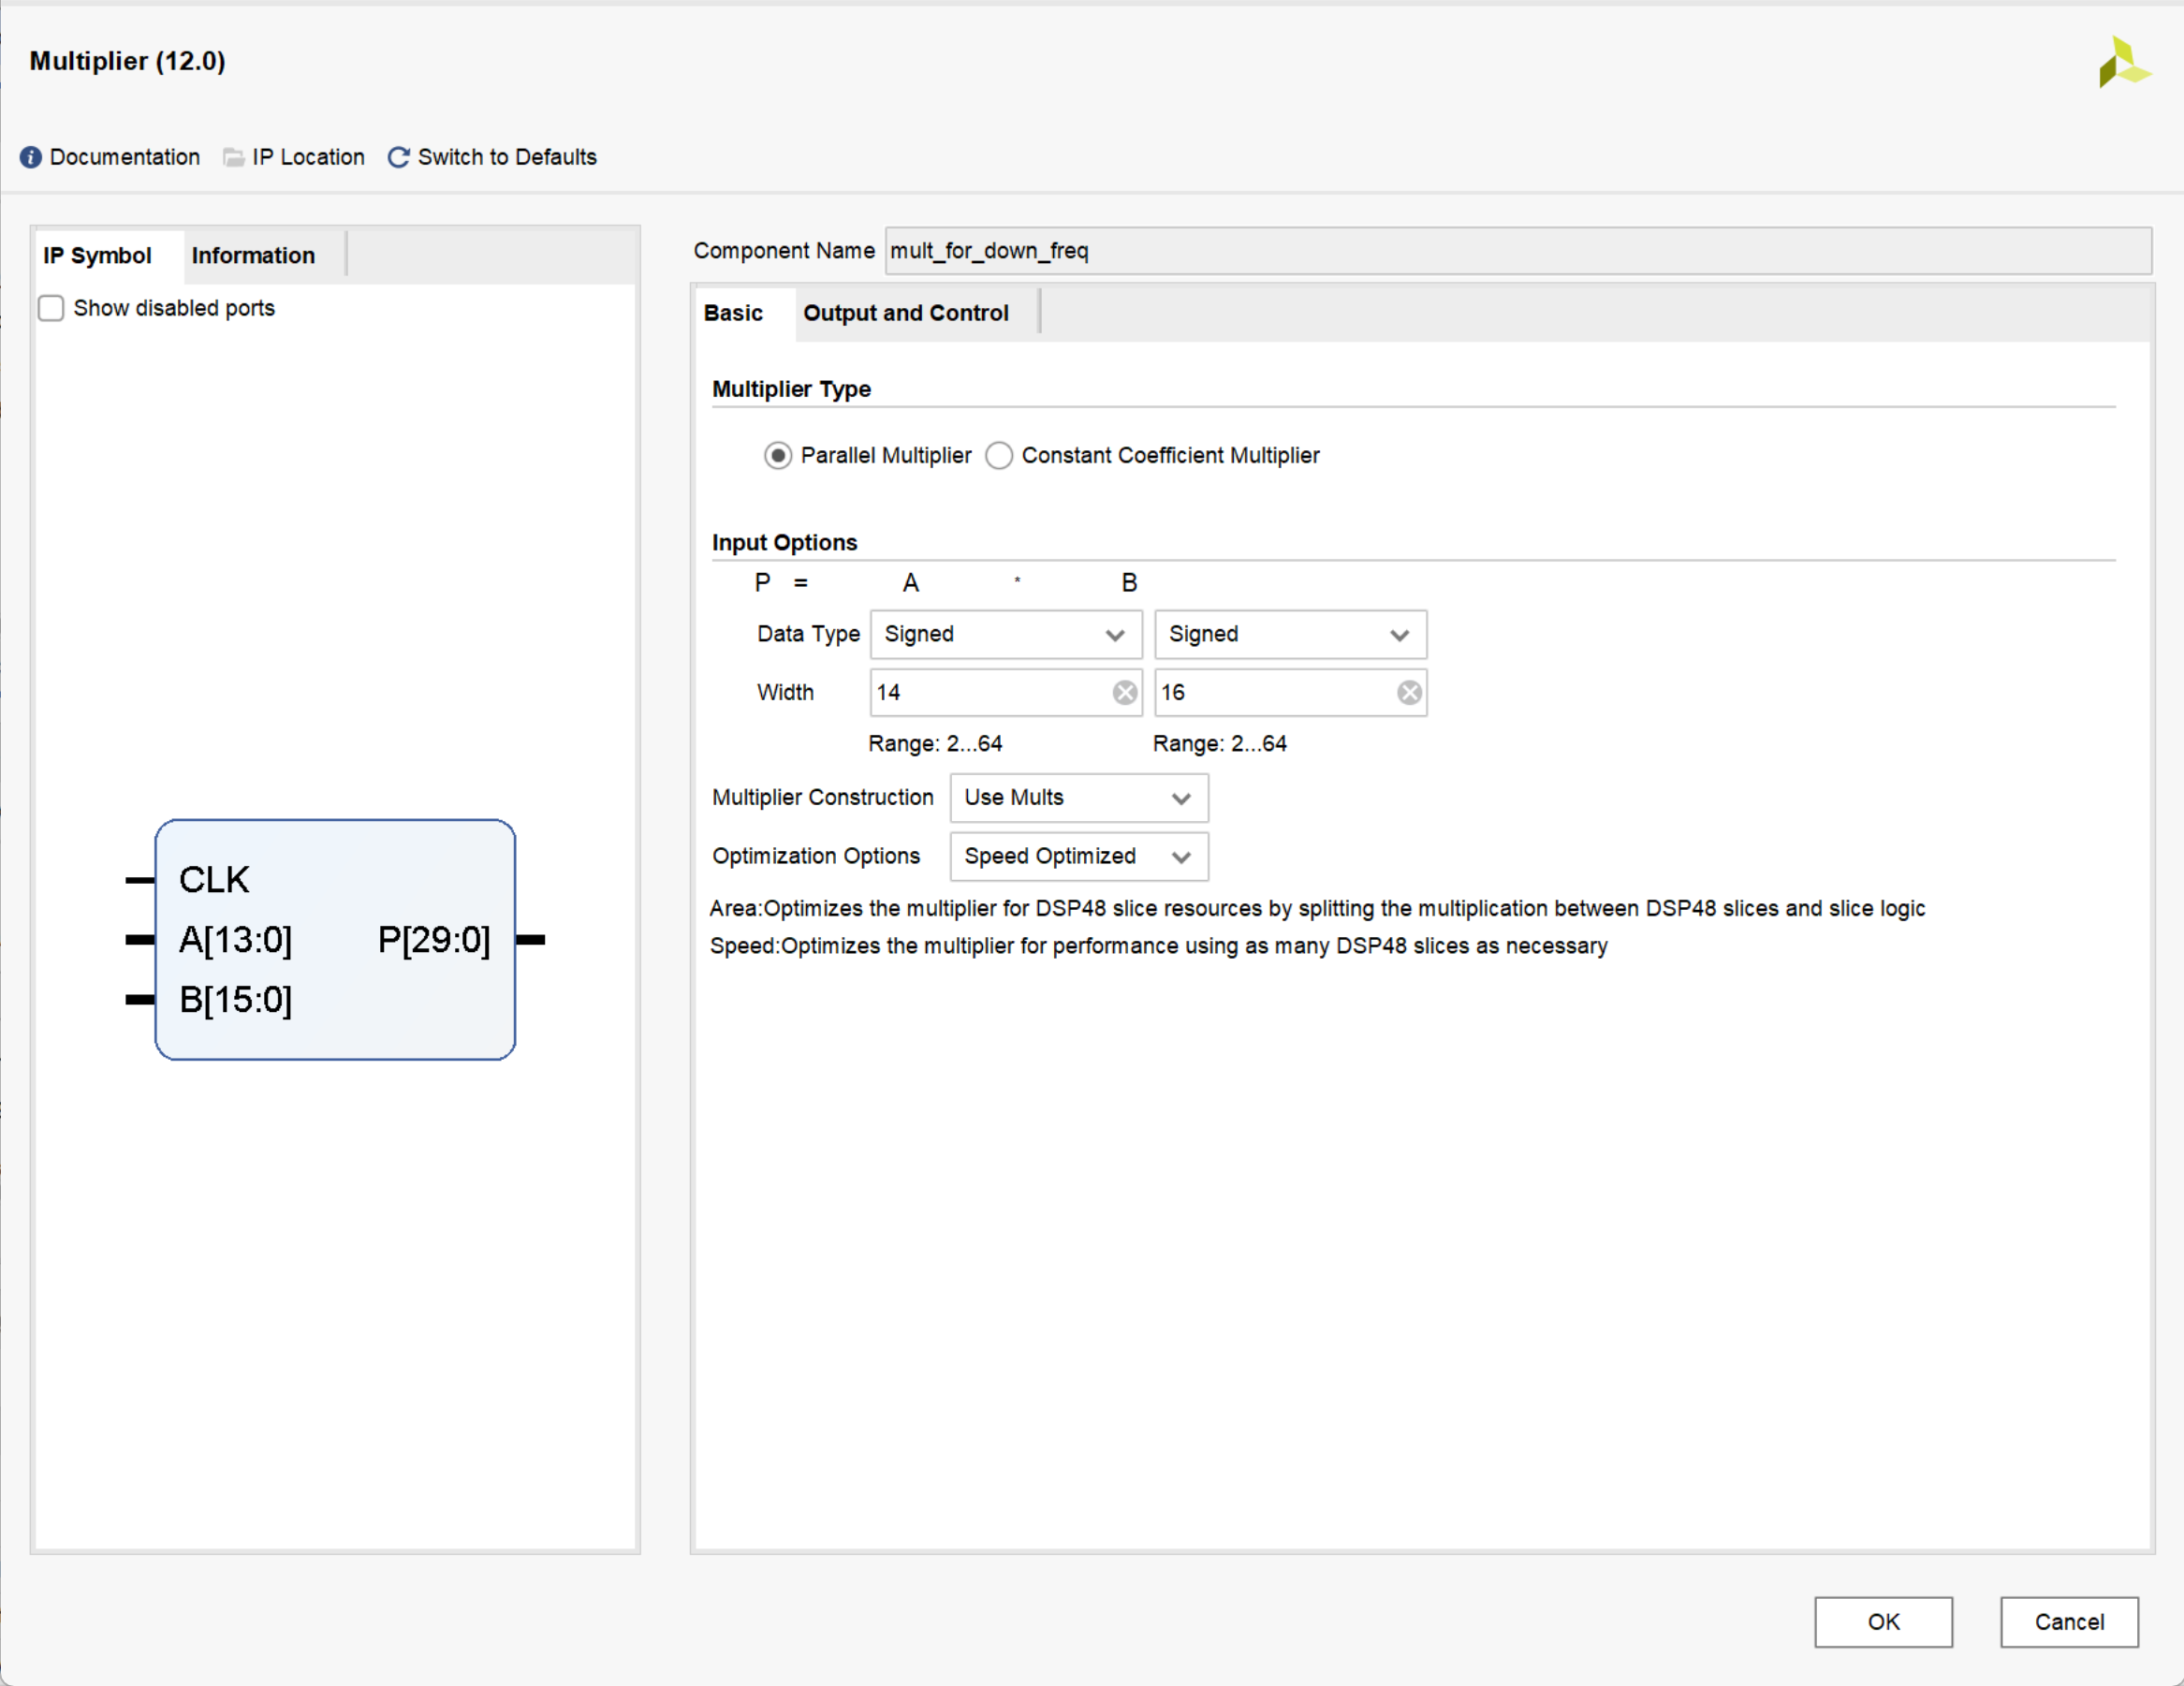 Multiplier (12.0)
Documentation IP Location Switch to Defaults
IP Symbol Information
Show disabled ports
CLK
A[13:0] P[29:0]
B[15:0]
Component Name mult_for_down_freq
Basic Output and Control
Multiplier Type
Parallel Multiplier Constant Coefficient Multiplier
Input Options
P = A * B
Data Type Signed Signed
Width 14 16
Range: 2...64 Range: 2...64
Multiplier Construction Use Mults
Optimization Options Speed Optimized
Area:Optimizes the multiplier for DSP48 slice resources by splitting the multiplication between DSP48 slices and slice logic
Speed:Optimizes the multiplier for performance using as many DSP48 slices as necessary
OK Cancel